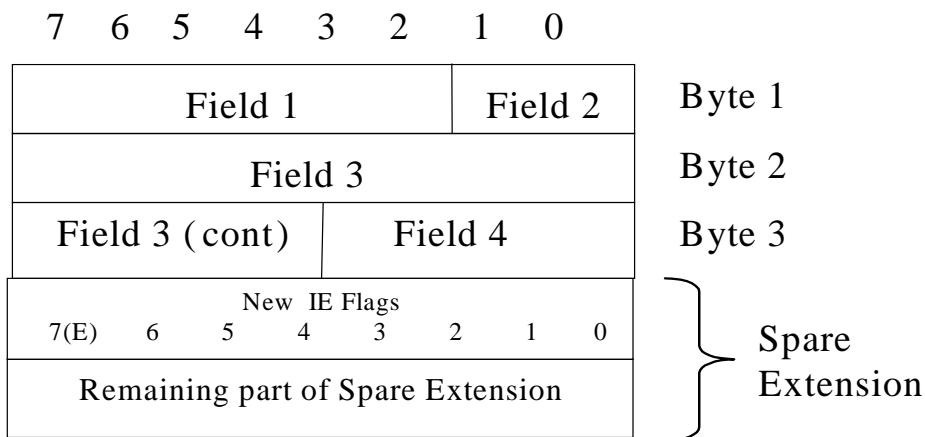 7 6 5 4 3 2 1 0
Field 1 Field 2 Byte 1
Field 3 Byte 2
Field 3 (cont) Field 4 Byte 3
New IE Flags
7(E) 6 5 4 3 2 1 0
Remaining part of Spare Extension
Spare
Extension